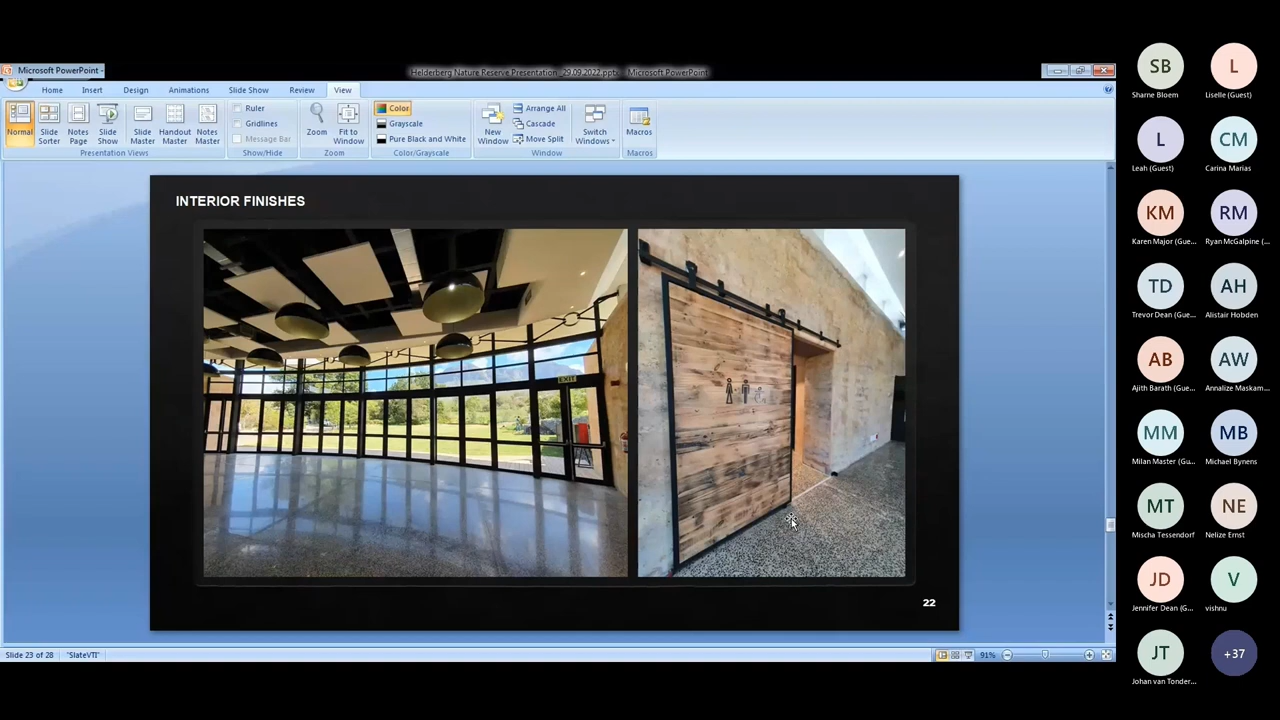 Microsoft PowerPoint -
Helderberg Nature Reserve Presentation _29.09.2022.ppt - Microsoft PowerPoint
Home Insert Design Animations Slide Show Review View
Normal
Slide Sorter
Notes Page
Slide Show
Slide Master
Handout Master
Notes Master
Presentation Views
Ruler
Gridlines
Message Bar
Show/Hide
Zoom
Fit to Window
Zoom
Color
Grayscale
Pure Black and White
Color/Grayscale
New Window
Arrange All
Cascade
Move Split
Switch Windows
Window
Macros
Macros
INTERIOR FINISHES
EXIT
22
Slide 23 of 28 "SlateVTI"
91%
SB
Sharne Bloem
L
Liselle (Guest)
L
Leah (Guest)
CM
Carina Marias
KM
Karen Major (Gue...
RM
Ryan McGalpine (...
TD
Trevor Dean (Gue...
AH
Alistair Hobden
AB
Ajith Barath (Gue...
AW
Annalize Maskam...
MM
Milan Master (Gu...
MB
Michael Bynens
MT
Mischa Tessendorf
NE
Nelize Ernst
JD
Jennifer Dean (G...
V
vishnu
JT
Johan van Tonder...
+37